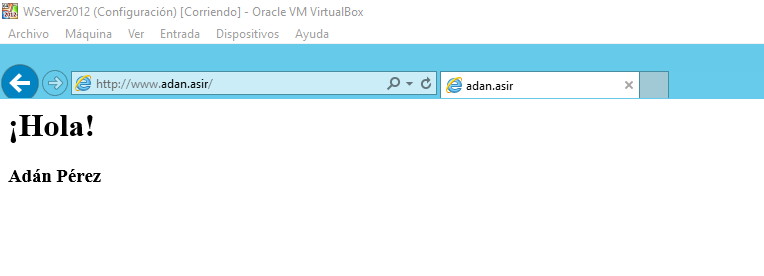 WServer2012 (Configuración) [Corriendo] - Oracle VM VirtualBox
Archivo Máquina Ver Entrada Dispositivos Ayuda
http://www.adan.asir/ adan.asir
¡Hola!
Adán Pérez